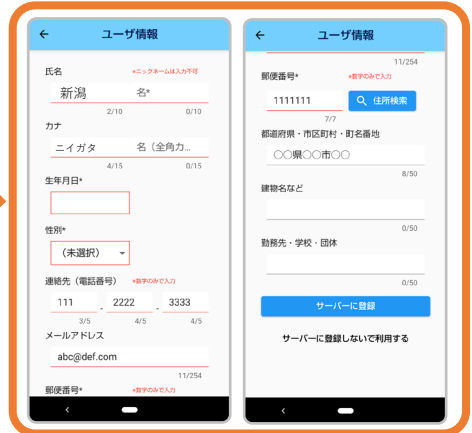 ユーザ情報
氏名 *ニックネームは入力不可
新潟 名*
2/10 0/10
カナ
ニイガタ 名（全角カ...
4/15 0/15
生年月日*
性別*
（未選択）
連絡先（電話番号） *数字のみで入力
111 - 2222 - 3333
3/5 4/5 4/5
メールアドレス
abc@def.com
11/254
郵便番号* *数字のみで入力
ユーザ情報
11/254
郵便番号* *数字のみで入力
1111111 住所検索
7/7
都道府県・市区町村・町名番地
○○県○○市○○
8/50
建物名など
0/50
勤務先・学校・団体
0/50
サーバーに登録
サーバーに登録しないで利用する